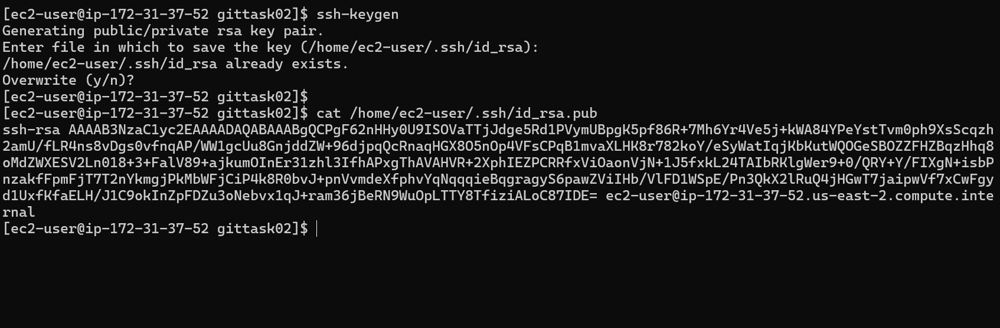 [ec2-user@ip-172-31-37-52 gittask02]$ ssh-keygen
Generating public/private rsa key pair.
Enter file in which to save the key (/home/ec2-user/.ssh/id_rsa):
/home/ec2-user/.ssh/id_rsa already exists.
Overwrite (y/n)?
[ec2-user@ip-172-31-37-52 gittask02]$
[ec2-user@ip-172-31-37-52 gittask02]$ cat /home/ec2-user/.ssh/id_rsa.pub
ssh-rsa AAAAB3NzaC1yc2EAAAADAQABAAABgQCPgF62nHHy0U9ISOVaTTjJdge5Rd1PVymUBpgK5pf86R+7Mh6Yr4Ve5j+kWA84YPeYstTvm0ph9XsScqzh
2amU/fLR4ns8vDgs0vfnqAP/WW1gcUu8GnjddZW+96djpqQcRnaqHGX8O5nOp4VFsCPqB1mvaXLHK8r782koY/eSyWatIqjKbKutWQOGeSBOZZFHZBqzHhq8
oMdZWXESV2Ln018+3+FalV89+ajkumOInEr31zhl3IfhAPxgThAVAHVR+2XphIEZPCRRfxViOaonVjN+1J5fxkL24TAIbRKlgWer9+0/QRY+Y/FIXgN+isbP
nzakfFpmFjT7T2nYkmgjPkMbWFjCiP4k8R0bvJ+pnVvmdeXfphvYqNqqqieBqgragyS6pawZViIHb/VlFD1WSpE/Pn3QkX2lRuQ4jHGwT7jaipwVf7xCwFgy
d1UxfKfaELH/J1C9okInZpFDZu3oNebvx1qJ+ram36jBeRN9WuOpLTTY8TfiziALoC87IDE= ec2-user@ip-172-31-37-52.us-east-2.compute.inte
rnal
[ec2-user@ip-172-31-37-52 gittask02]$